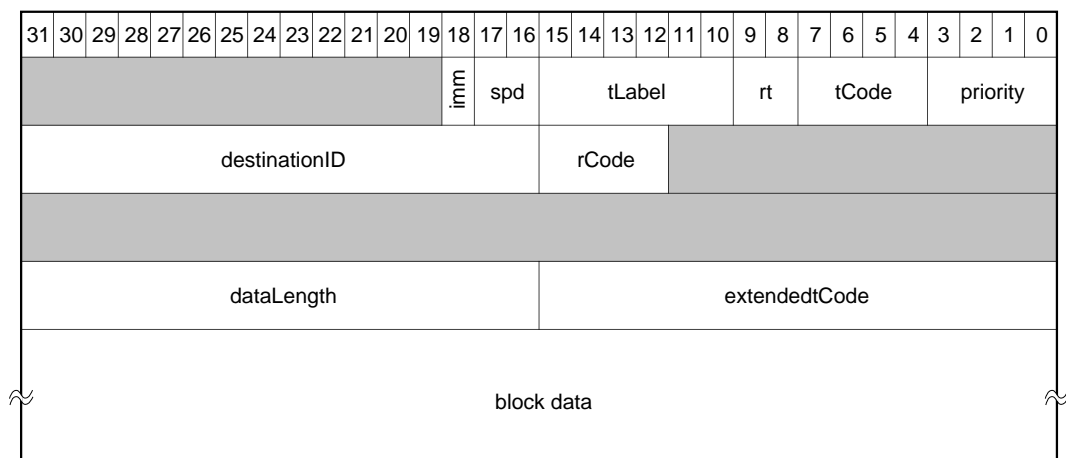 31 30 29 28 27 26 25 24 23 22 21 20 19 18 17 16 15 14 13 12 11 10 9 8 7 6 5 4 3 2 1 0
imm spd tLabel rt tCode priority
destinationID rCode
dataLength extendedtCode
block data